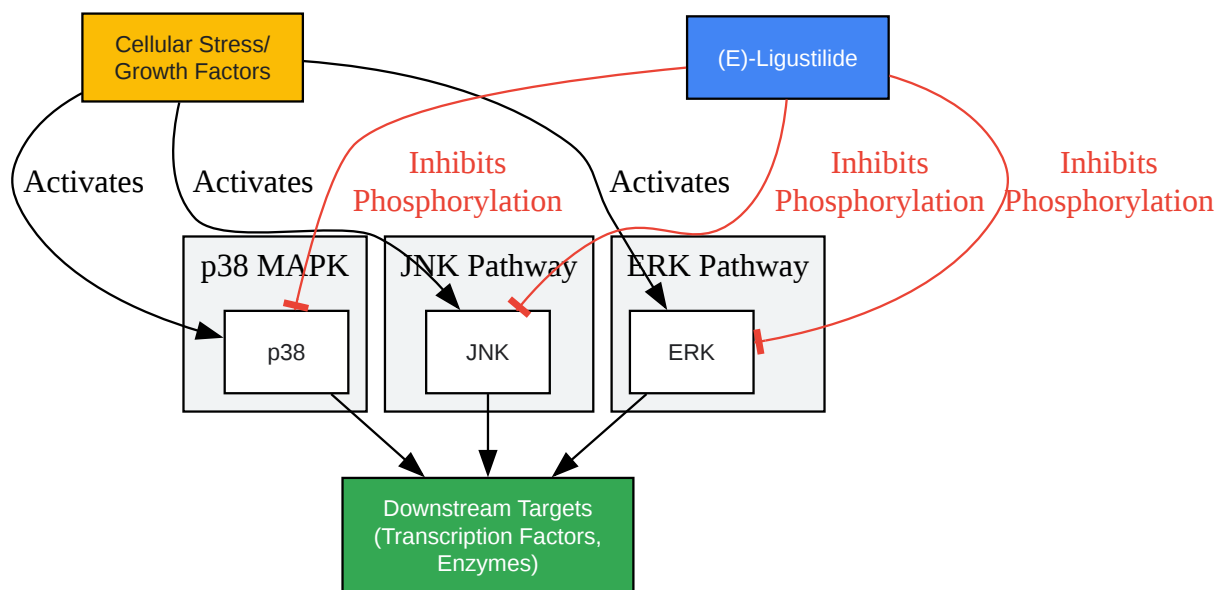 Cellular Stress/
Growth Factors
(E)-Ligustilide
Activates
Activates
Inhibits
Phosphorylation
Activates
Inhibits
Phosphorylation
Inhibits
Phosphorylation
p38 MAPK
JNK Pathway
ERK Pathway
p38
JNK
ERK
Downstream Targets
(Transcription Factors,
Enzymes)